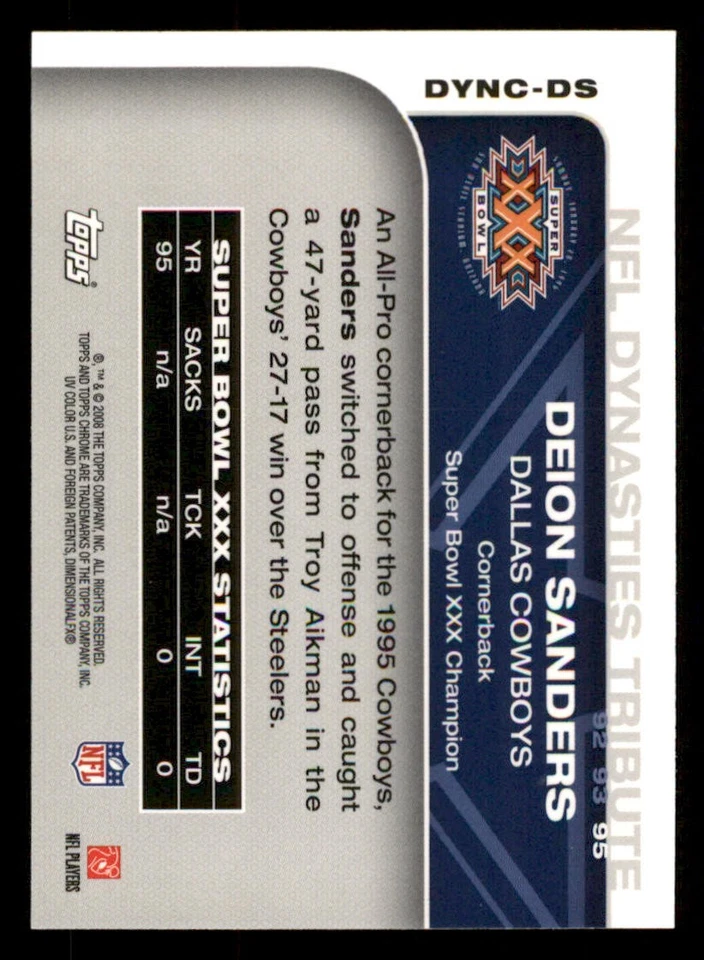 DYNC-DS
NFL DYNASTIES TRIBUTE
92 93 95
SUPER
XXX
BOWL
DEION SANDERS
DALLAS COWBOYS
Cornerback
Super Bowl XXX Champion
An All-Pro cornerback for the 1995 Cowboys,
Sanders switched to offense and caught
a 47-yard pass from Troy Aikman in the
Cowboys' 27-17 win over the Steelers.
SUPER BOWL XXX STATISTICS
YR SACKS TCK INT TD
95 n/a n/a 0 0
topps®
®, ™ & © 2008 THE TOPPS COMPANY, INC. ALL RIGHTS RESERVED.
TOPPS AND TOPPS CHROME ARE TRADEMARKS OF THE TOPPS COMPANY, INC.
UV COLOR U.S. AND FOREIGN PATENTS, DIMENSIONALFX®
NFL
NFL PLAYERS